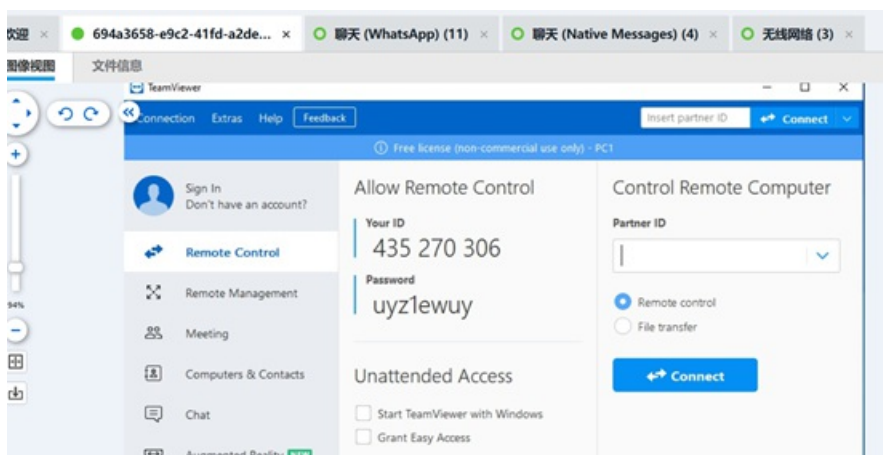 欢迎 × 694a3658-e9c2-41fd-a2de... × 聊天 (WhatsApp) (11) × 聊天 (Native Messages) (4) × 无线网络 (3) ×
图像视图 文件信息
TeamViewer
Connection Extras Help Feedback Insert partner ID Connect
Free license (non-commercial use only) - PC1
Sign In
Don't have an account?
Remote Control
Remote Management
Meeting
Computers & Contacts
Chat
Augmented Reality NEW
94%
Allow Remote Control
Your ID
435 270 306
Password
uyz1ewuy
Unattended Access
Start TeamViewer with Windows
Grant Easy Access
Control Remote Computer
Partner ID
Remote control
File transfer
Connect